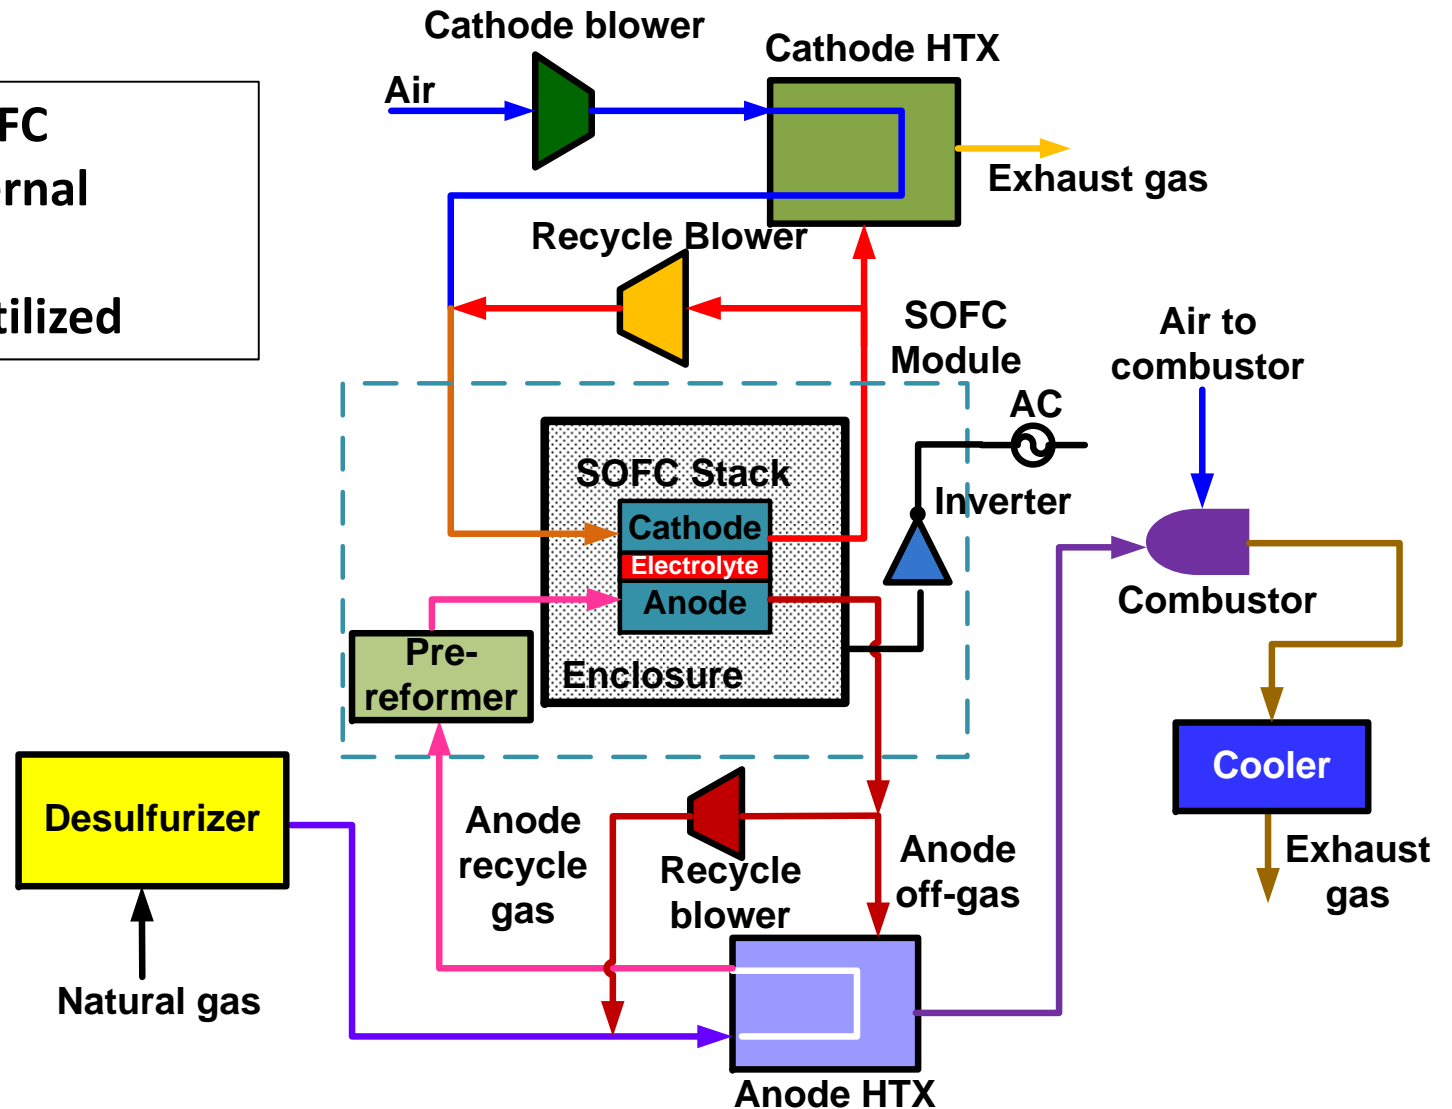 Cathode blower
Cathode HTX
Air
FC
ernal
tilized
Exhaust gas
Recycle Blower
SOFC
Module
Air to
combustor
AC
SOFC Stack
Inverter
Cathode
Electrolyte
Anode
Combustor
Pre-
reformer
Enclosure
Cooler
Desulfurizer
Anode
recycle
gas
Recycle
blower
Anode
off-gas
Exhaust
gas
Natural gas
Anode HTX